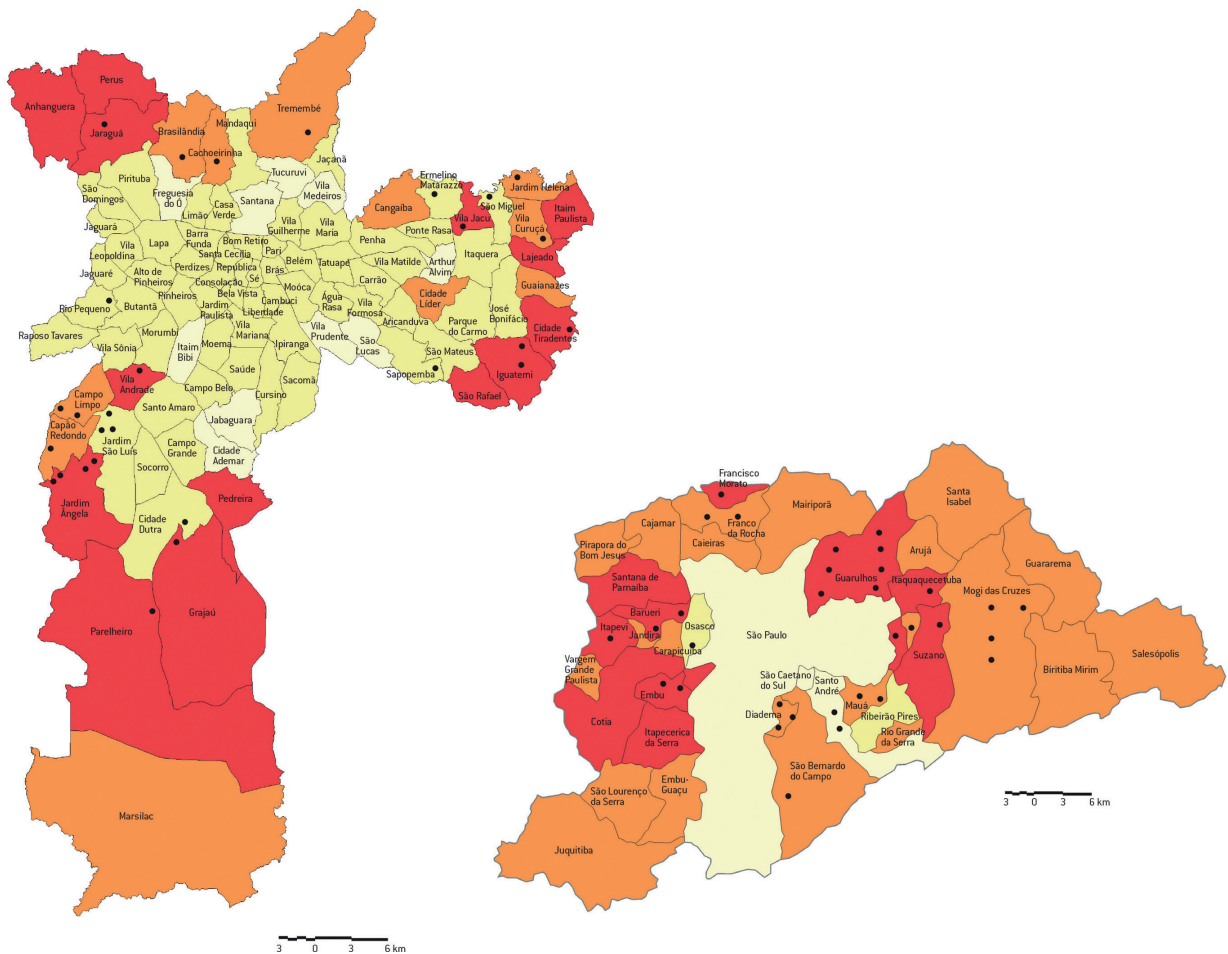 Perus
Anhanguera
Jaraguá
Brasilândia
Mandaqui
Tremembé
Cachoeirinha
Jaçanã
Pirituba
Tucuruvi
São
Domingos
Freguesia
do Ó
Santana
Vila
Medeiros
Limão
Casa
Verde
Jaguará
Vila
Guilherme
Vila
Maria
Cangaíba
Ermelino
Matarazzo
São Miguel
Jardim Helena
Itaim
Paulista
Vila Jacu
Vila
Curuçá
Ponte Rasa
Lajeado
Vila
Leopoldina
Lapa
Barra
Funda
Bom Retiro
Santa Cecília
Pari
Penha
Itaquera
Belém
Tatuapé
Vila Matilde
Arthur
Alvim
Jaguaré
Alto de
Pinheiros
Perdizes
República
Sé
Brás
Guaianazes
Consolação
Moóca
Carrão
Rio Pequeno
Butantã
Pinheiros
Bela Vista
Cambuci
Água
Rasa
Vila
Formosa
Cidade
Líder
José
Bonifácio
Jardim
Paulista
Liberdade
Aricanduva
Parque
do Carmo
Cidade
Tiradentes
Raposo Tavares
Morumbi
Vila
Mariana
Vila
Prudente
São
Lucas
Vila Sônia
Itaim
Bibi
Moema
Ipiranga
São Mateus
Sapopemba
Iguatemi
Saúde
Vila
Andrade
Campo Belo
Cursino
Sacomã
São Rafael
Campo
Limpo
Santo Amaro
Jabaguara
Capão
Redondo
Jardim
São Luís
Campo
Grande
Cidade
Ademar
Socorro
Jardim
Ângela
Pedreira
Cidade
Dutra
Grajaú
Parelheiro
Marsilac
3 0 3 6 km
Francisco
Morato
Mairiporã
Santa
Isabel
Cajamar
Franco
da Rocha
Caieiras
Pirapora do
Bom Jesus
Arujá
Guararema
Santana de
Parnaíba
Guarulhos
Itaquaquecetuba
Mogi das Cruzes
Barueri
Itapevi
Jandira
Osasco
Carapicuíba
São Paulo
Suzano
Salesópolis
Biritiba Mirim
Vargem
Grande
Paulista
São Caetano
do Sul
Santo
André
Embu
Cotia
Diadema
Mauá
Ribeirão Pires
Itapecerica
da Serra
Rio Grande
da Serra
São Bernardo
do Campo
Embu-
Guaçu
São Lourenço
da Serra
Juquitiba
3 0 3 6 km